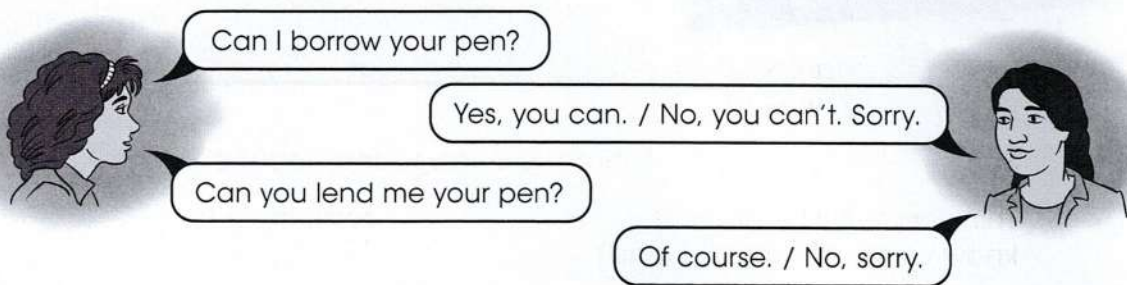 Can I borrow your pen?
Yes, you can. / No, you can't. Sorry.
Can you lend me your pen?
Of course. / No, sorry.